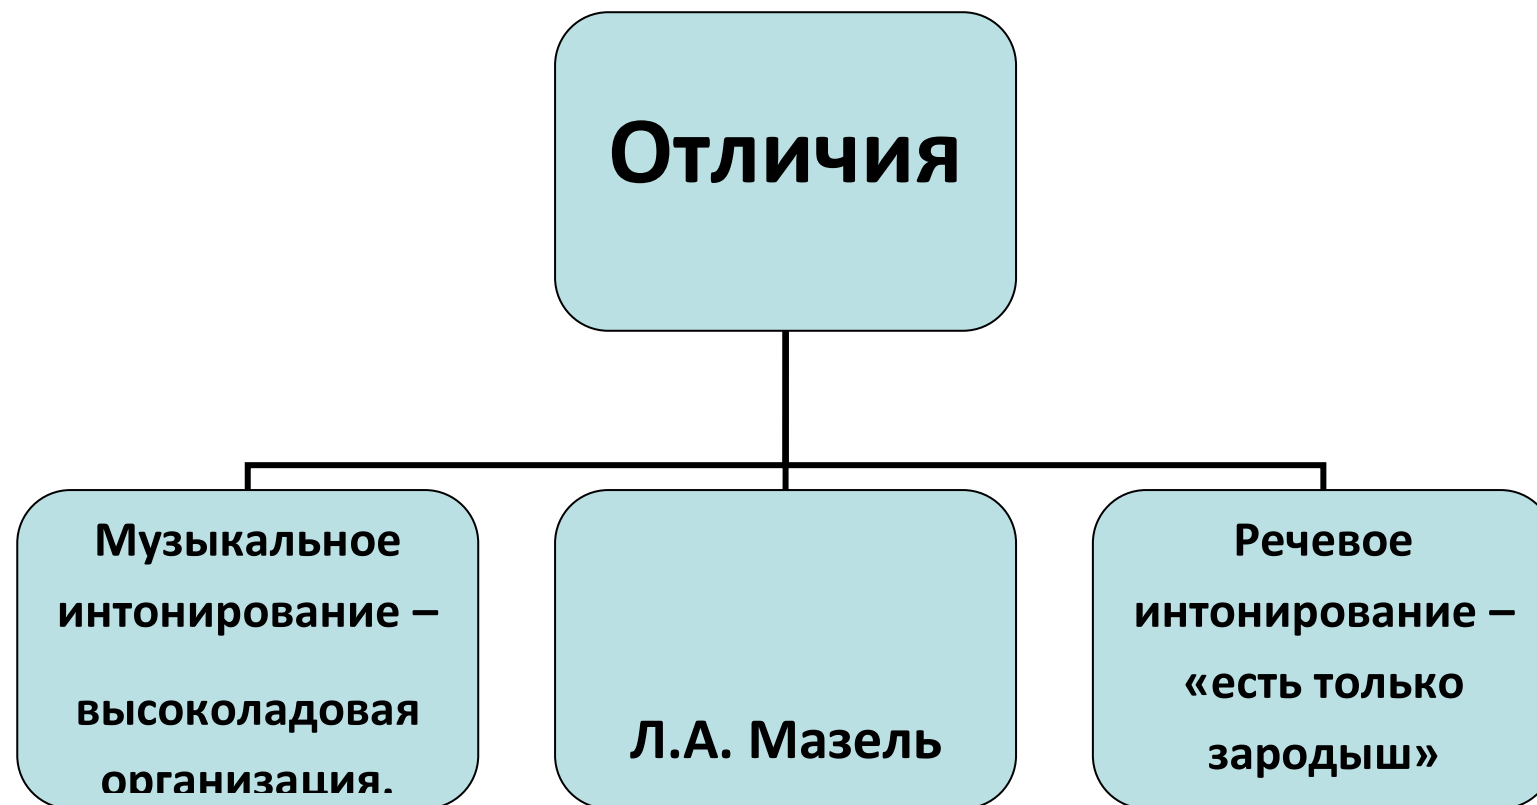 Отличия
Музыкальное
интонирование –
высоколадовая
организация.
Л.А. Мазель
Речевое
интонирование –
«есть только
зародыш»